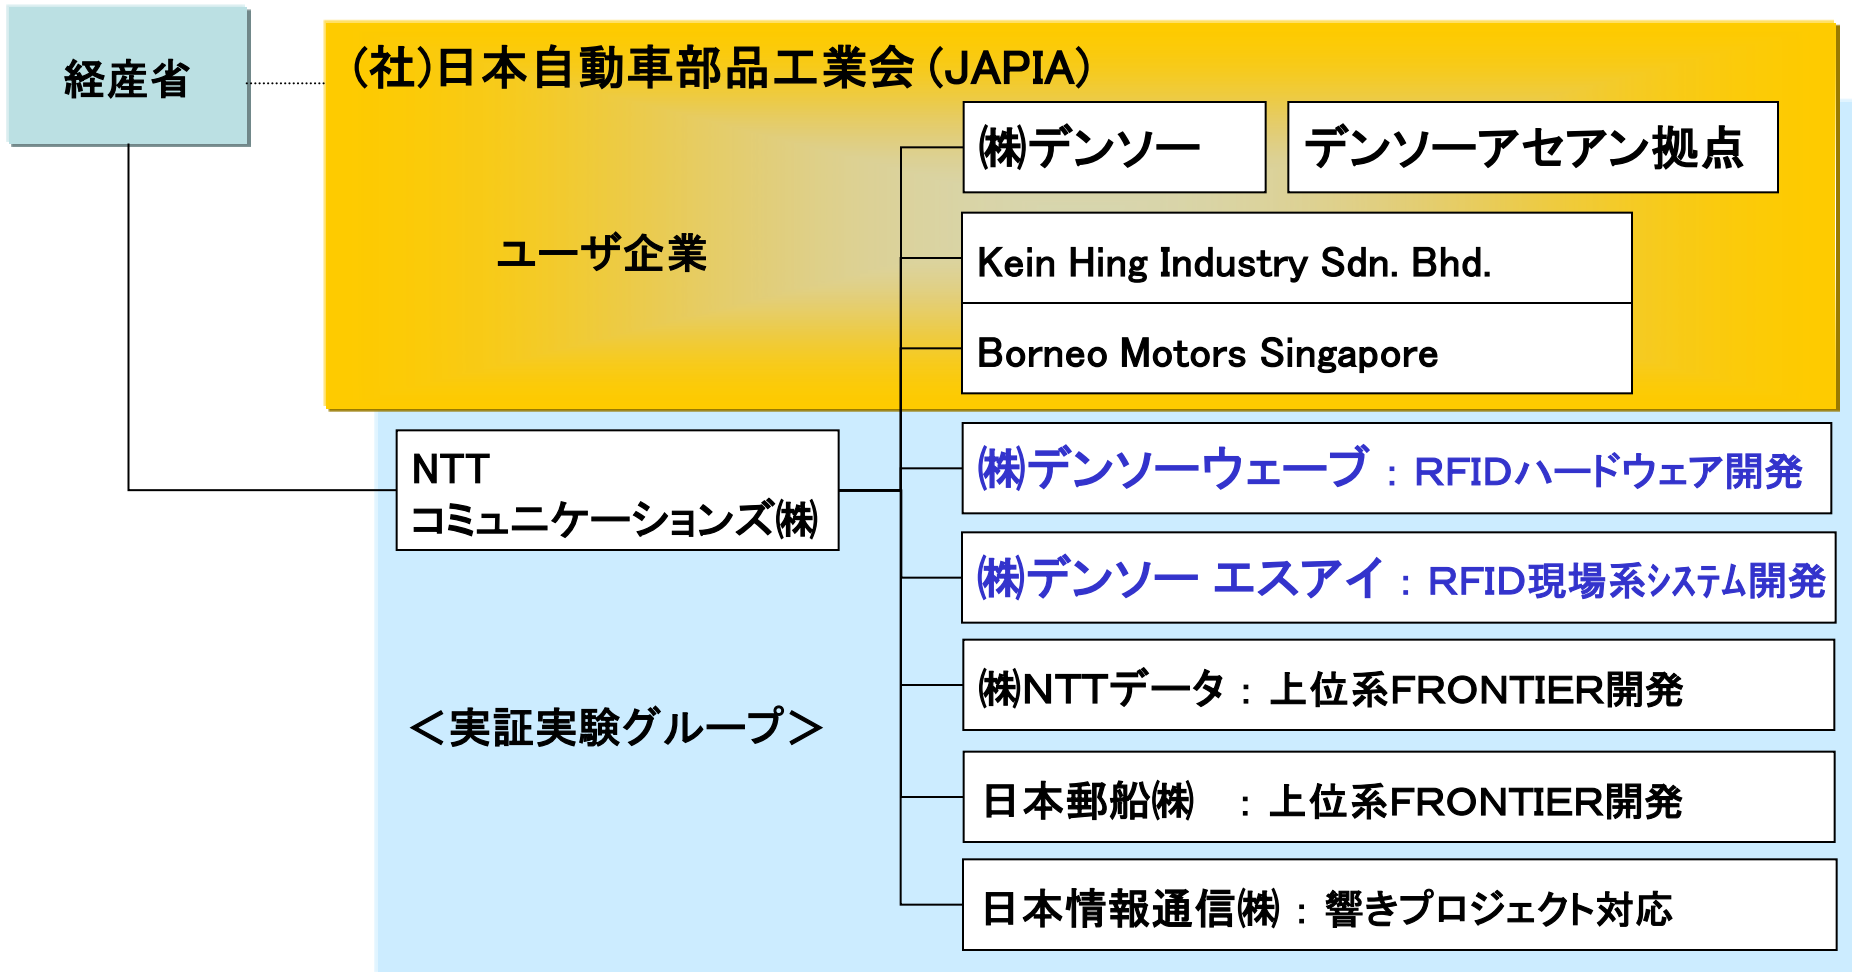 経産省
(社)日本自動車部品工業会(JAPIA)
㈱デンソー
デンソーアセアン拠点
ユーザ企業
Kein Hing Industry Sdn. Bhd.
Borneo Motors Singapore
NTT
コミュニケーションズ㈱
㈱デンソーウェーブ：ＲＦＩＤハードウェア開発
㈱デンソー エスアイ：ＲＦＩＤ現場系ｼｽﾃﾑ開発
㈱ＮＴＴデータ：上位系ＦＲＯＮＴＩＥＲ開発
＜実証実験グループ＞
日本郵船㈱　：上位系ＦＲＯＮＴＩＥＲ開発
日本情報通信㈱：響きプロジェクト対応